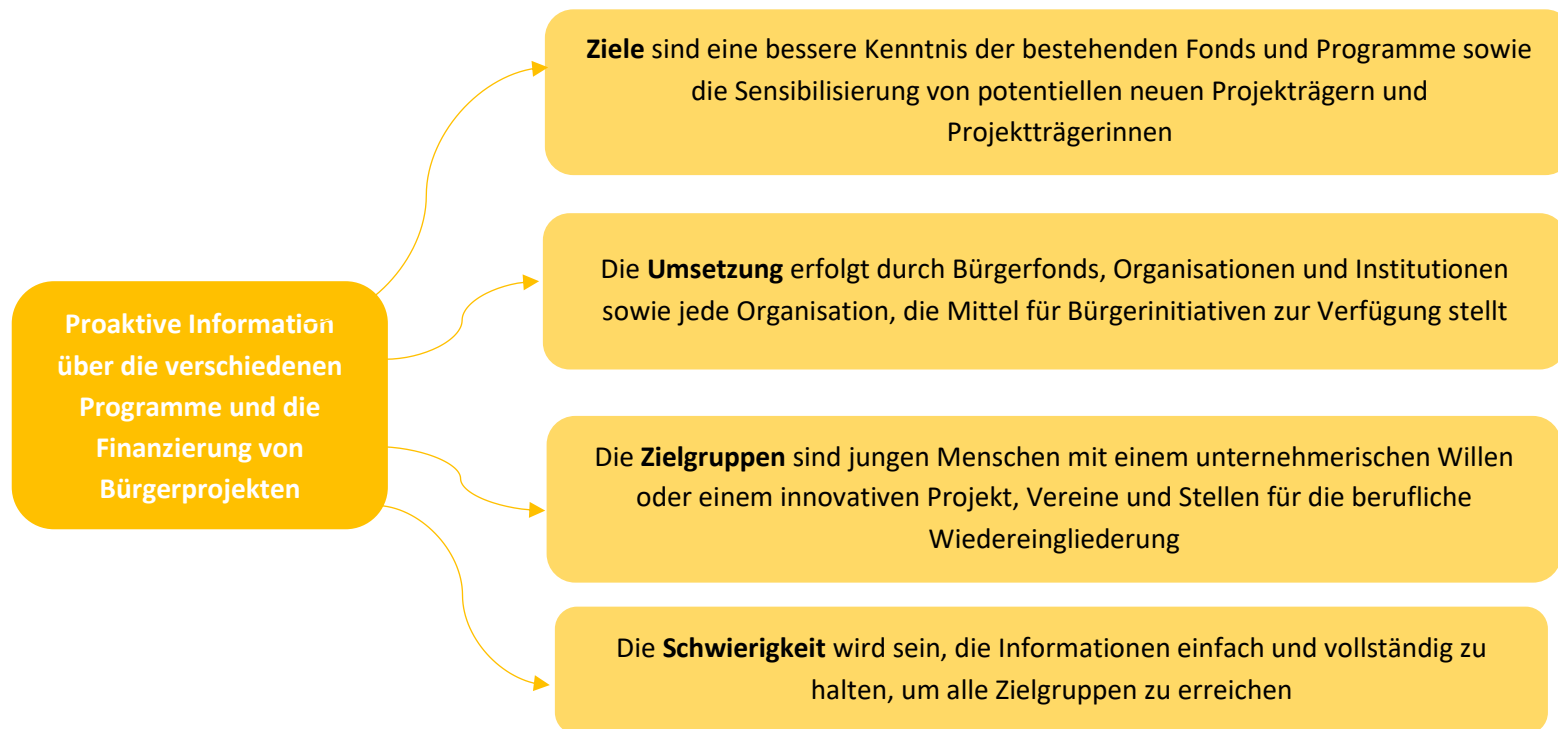 Proaktive Information
über die verschiedenen
Programme und die
Finanzierung von
Bürgerprojekten
Ziele sind eine bessere Kenntnis der bestehenden Fonds und Programme sowie
die Sensibilisierung von potentiellen neuen Projekträgern und
Projektträgerinnen
Die Umsetzung erfolgt durch Bürgerfonds, Organisationen und Institutionen
sowie jede Organisation, die Mittel für Bürgerinitiativen zur Verfügung stellt
Die Zielgruppen sind jungen Menschen mit einem unternehmerischen Willen
oder einem innovativen Projekt, Vereine und Stellen für die berufliche
Wiedereingliederung
Die Schwierigkeit wird sein, die Informationen einfach und vollständig zu
halten, um alle Zielgruppen zu erreichen